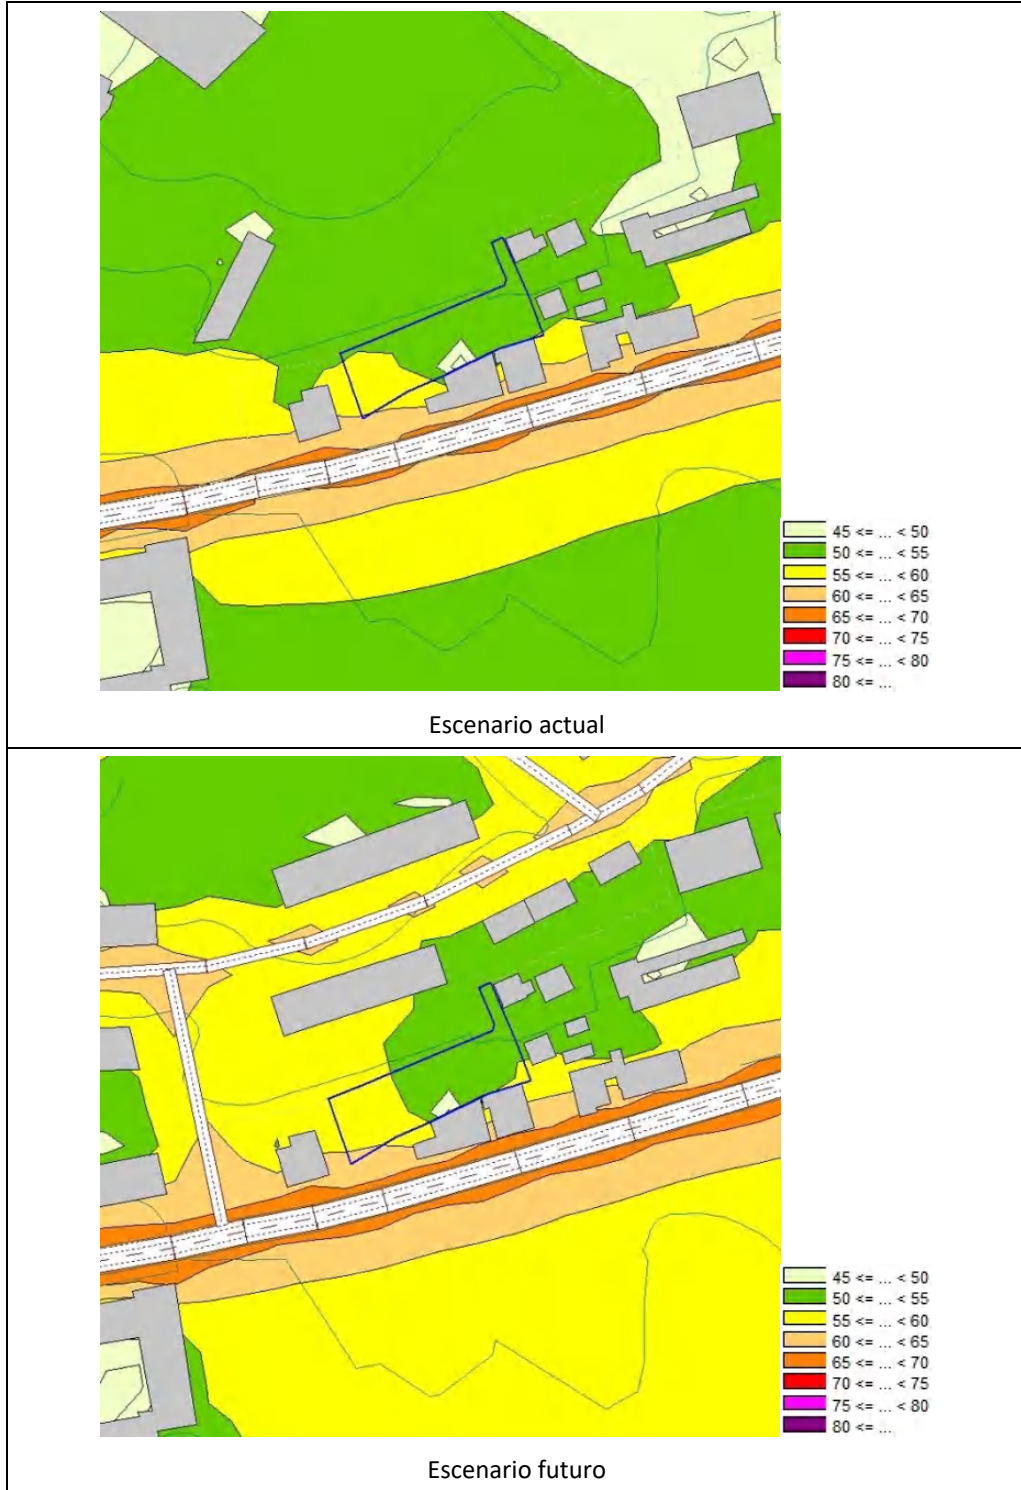 45 <= ... < 50
50 <= ... < 55
55 <= ... < 60
60 <= ... < 65
65 <= ... < 70
70 <= ... < 75
75 <= ... < 80
80 <= ...
Escenario actual
45 <= ... < 50
50 <= ... < 55
55 <= ... < 60
60 <= ... < 65
65 <= ... < 70
70 <= ... < 75
75 <= ... < 80
80 <= ...
Escenario futuro